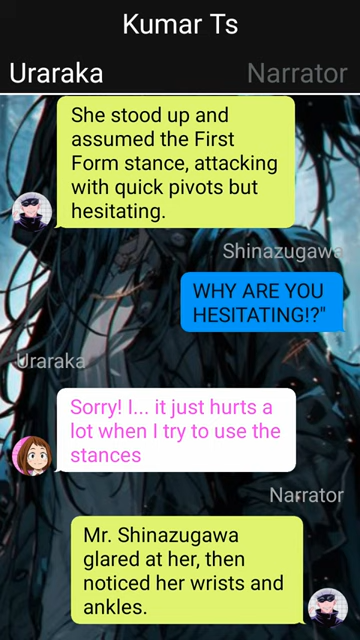 Kumar Ts
Uraraka Narrator
She stood up and
assumed the First
Form stance, attacking
with quick pivots but
hesitating.
Shinazugawa
WHY ARE YOU
HESITATING!?"
Uraraka
Sorry! I... it just hurts a
lot when I try to use the
stances
Narrator
Mr. Shinazugawa
glared at her, then
noticed her wrists and
ankles.